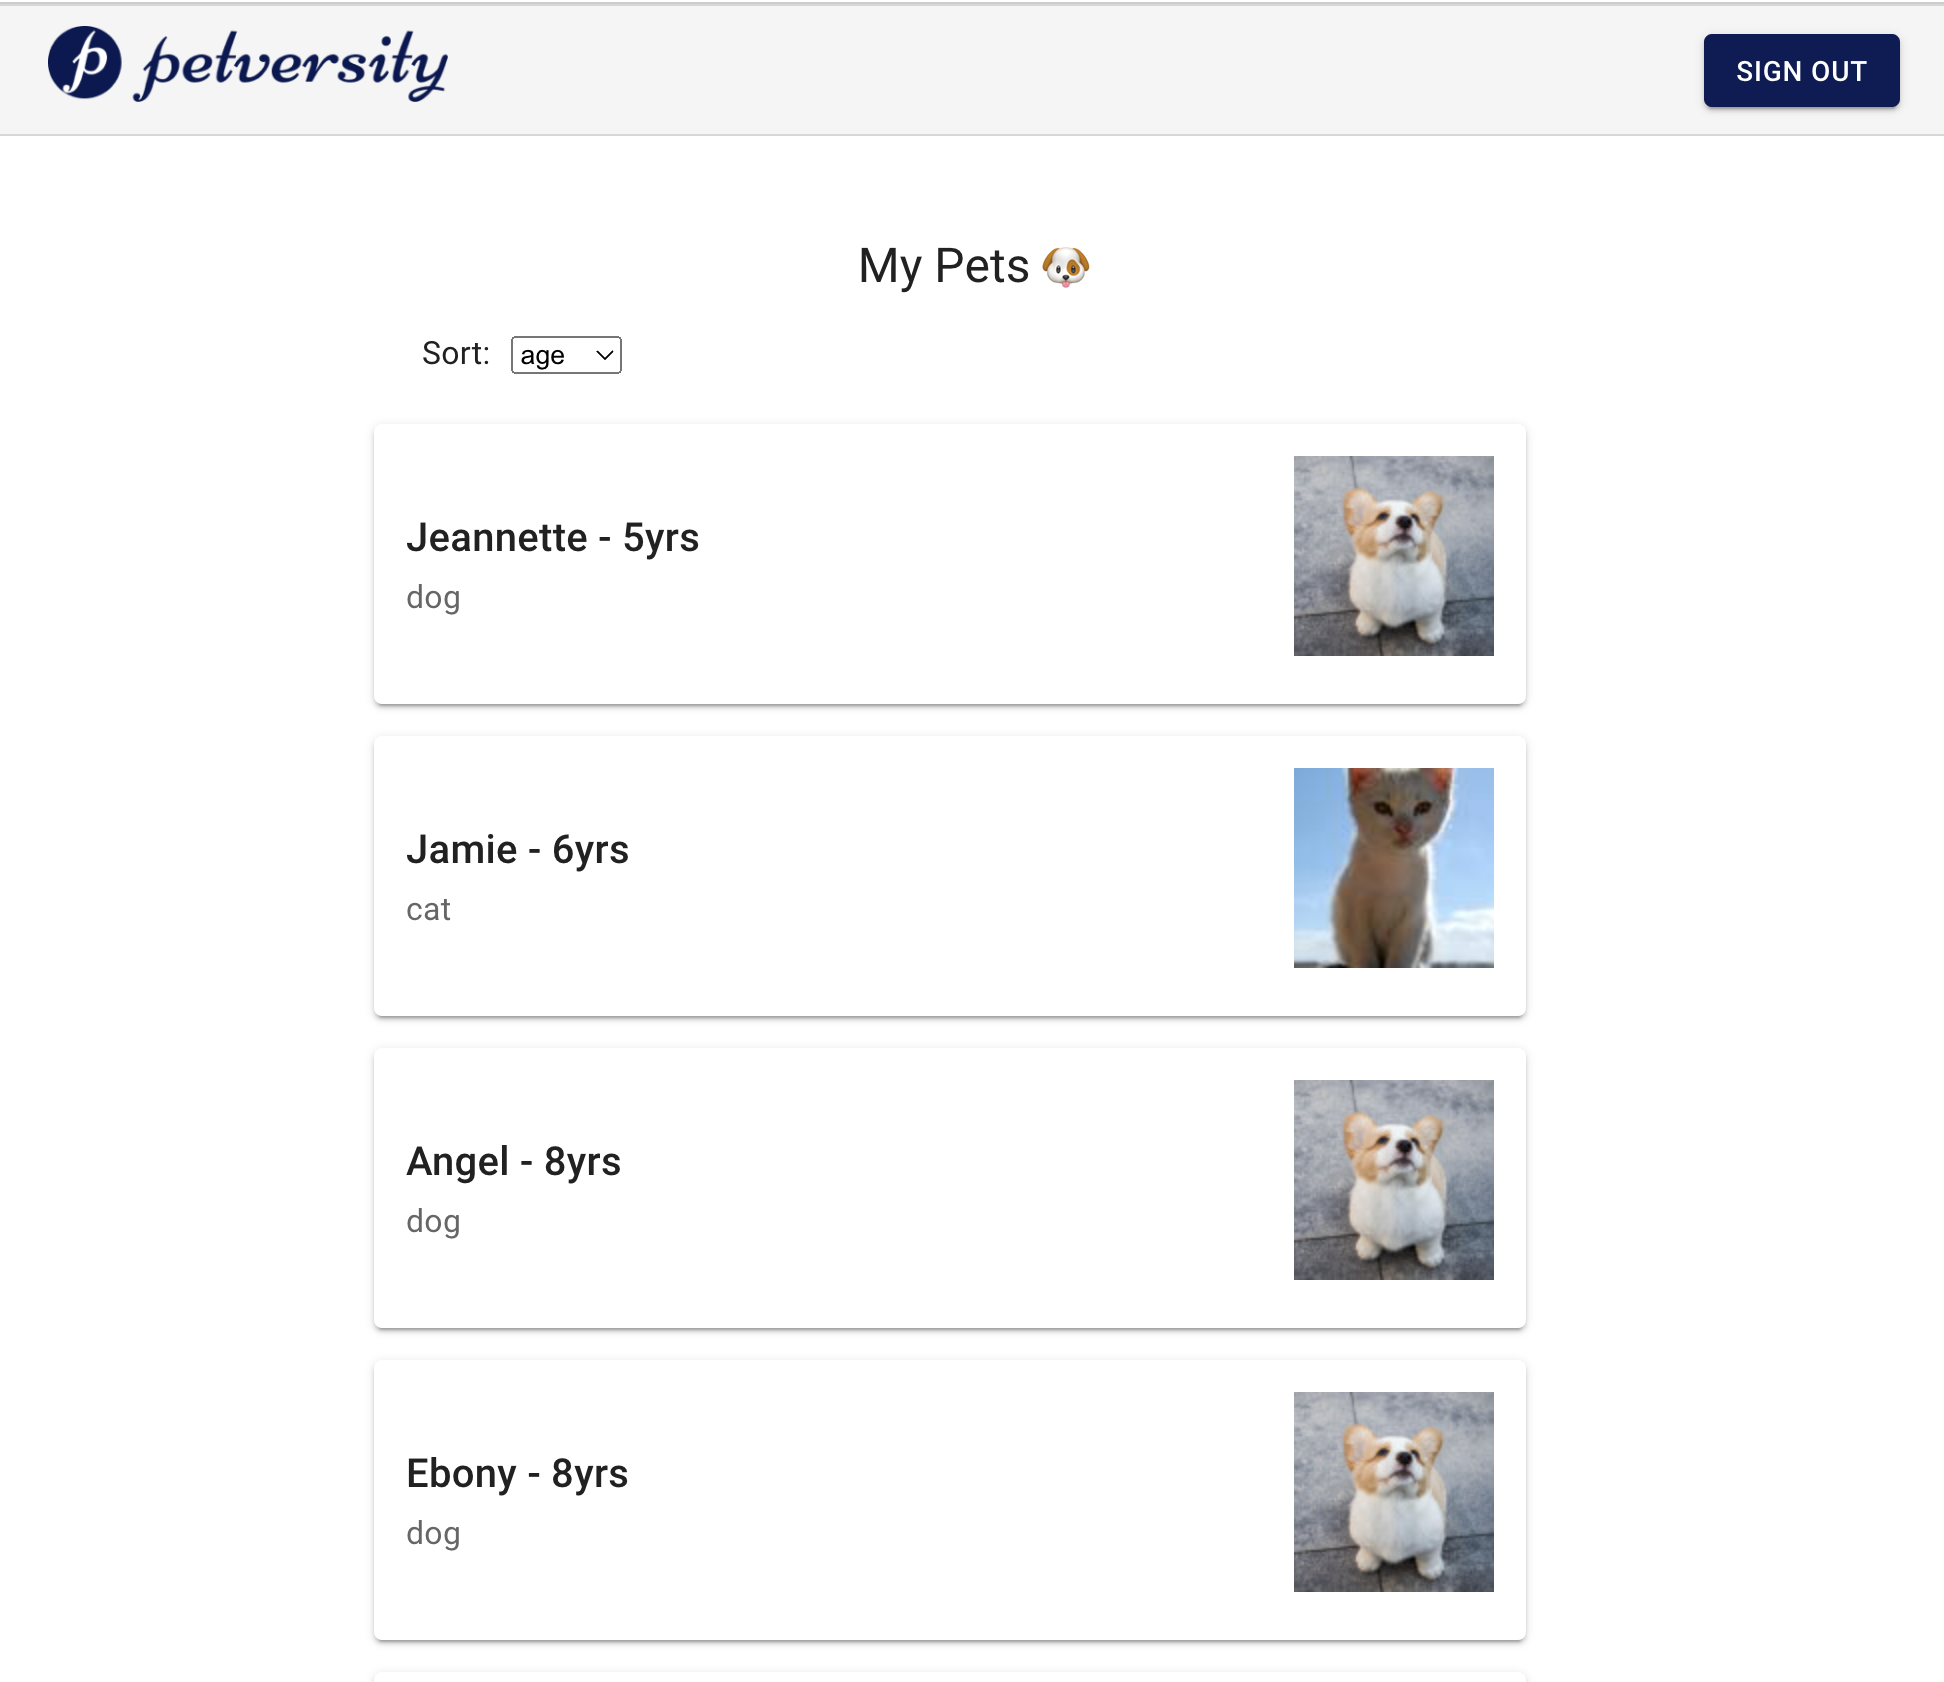 petversity
SIGN OUT
My Pets 🐶
Sort: age
Jeannette - 5yrs
dog
Jamie - 6yrs
cat
Angel - 8yrs
dog
Ebony - 8yrs
dog